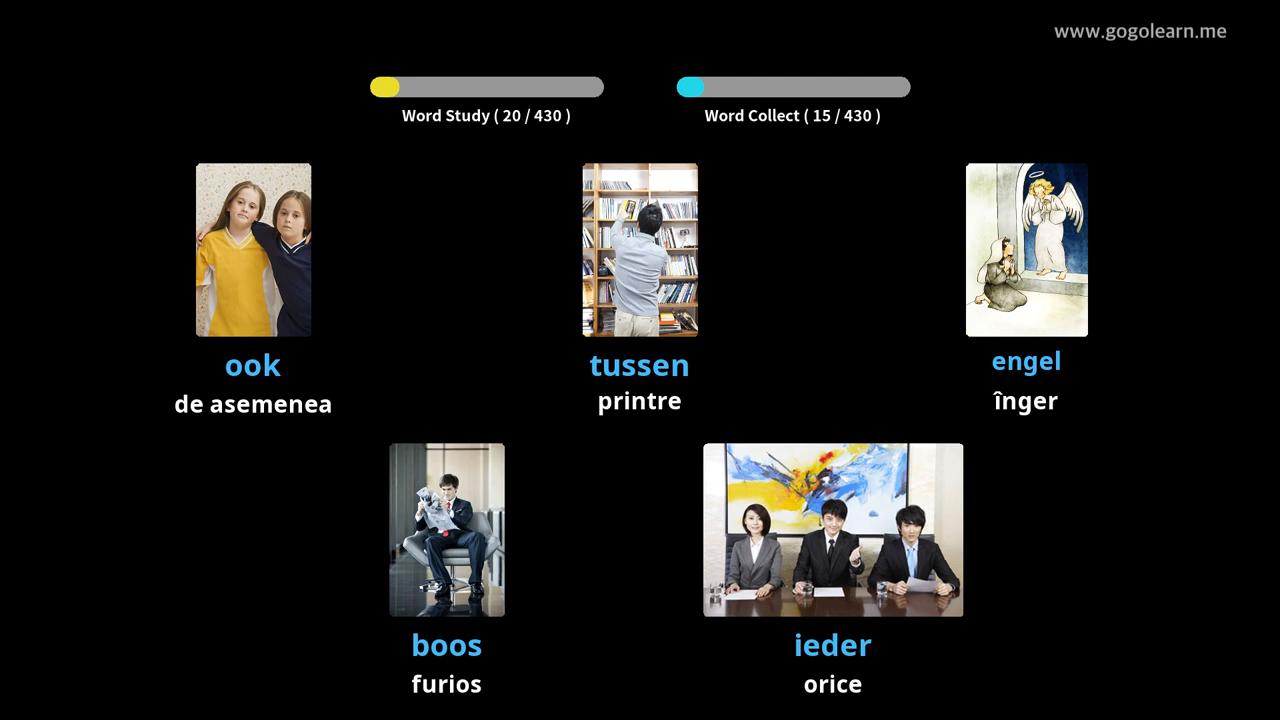 www.gogolearn.me
Word Study ( 20 / 430 )
Word Collect ( 15 / 430 )
ook
de asemenea
tussen
printre
engel
înger
boos
furios
ieder
orice